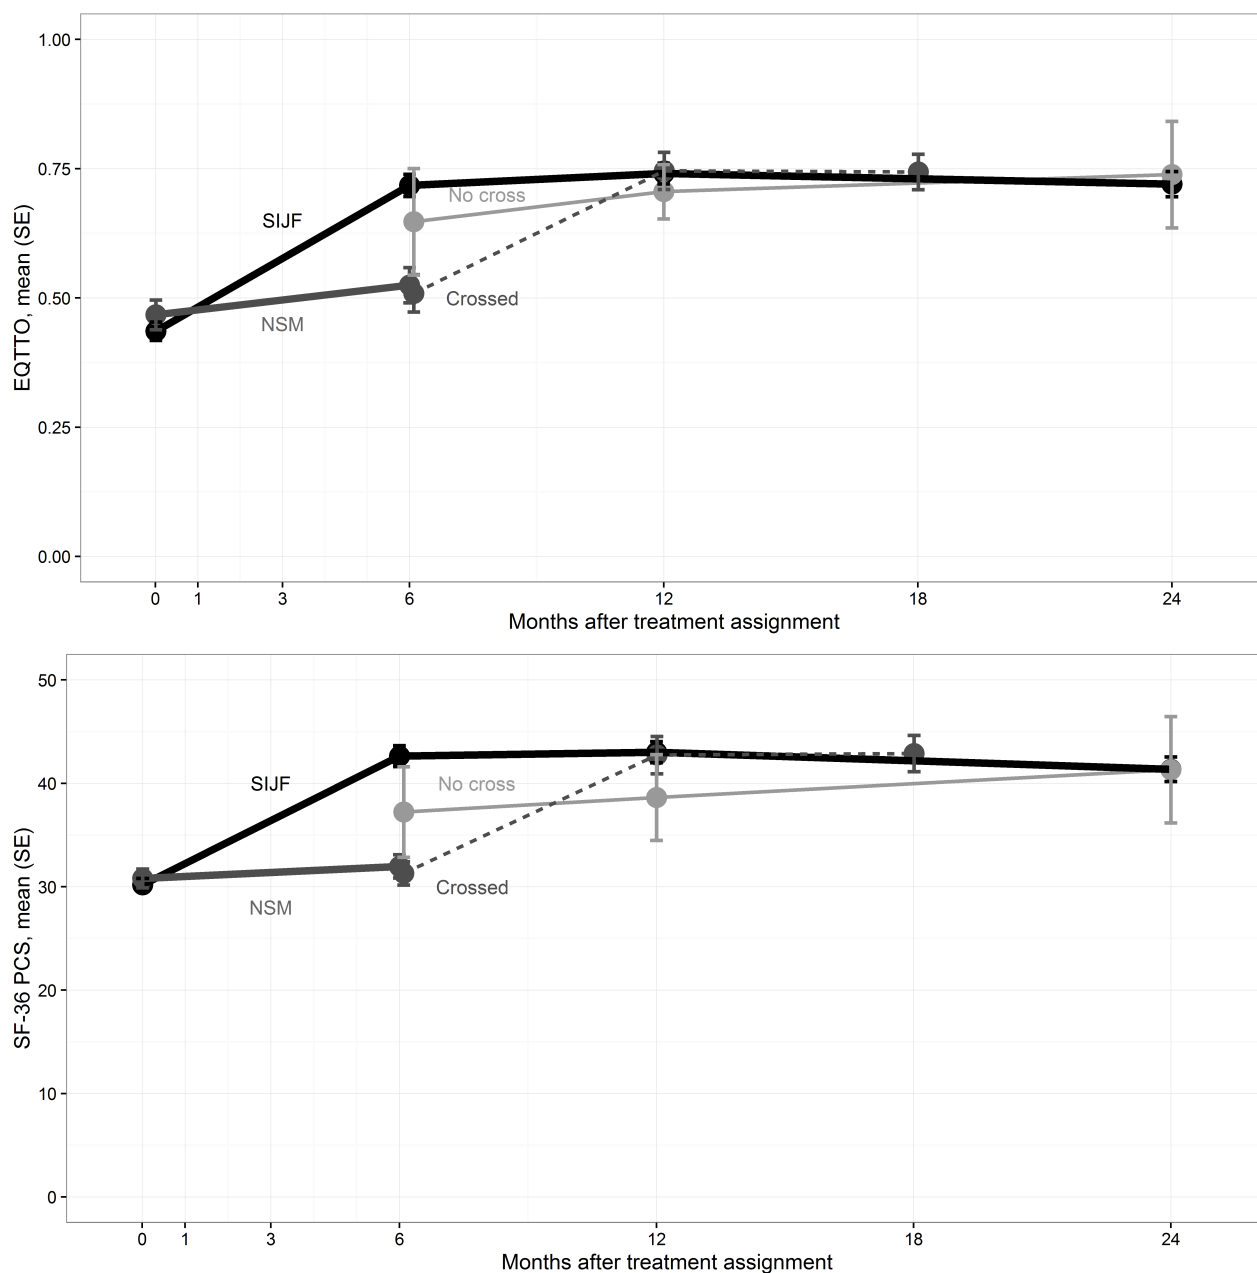 1.00
0.75
0.50
0.25
0.00
EQTTO, mean (SE)
SIJF
No cross
NSM
Crossed
0 1 3 6 12 18 24
Months after treatment assignment
50
40
30
20
10
0
SF-36 PCS, mean (SE)
SIJF
No cross
Crossed
NSM
0 1 3 6 12 18 24
Months after treatment assignment